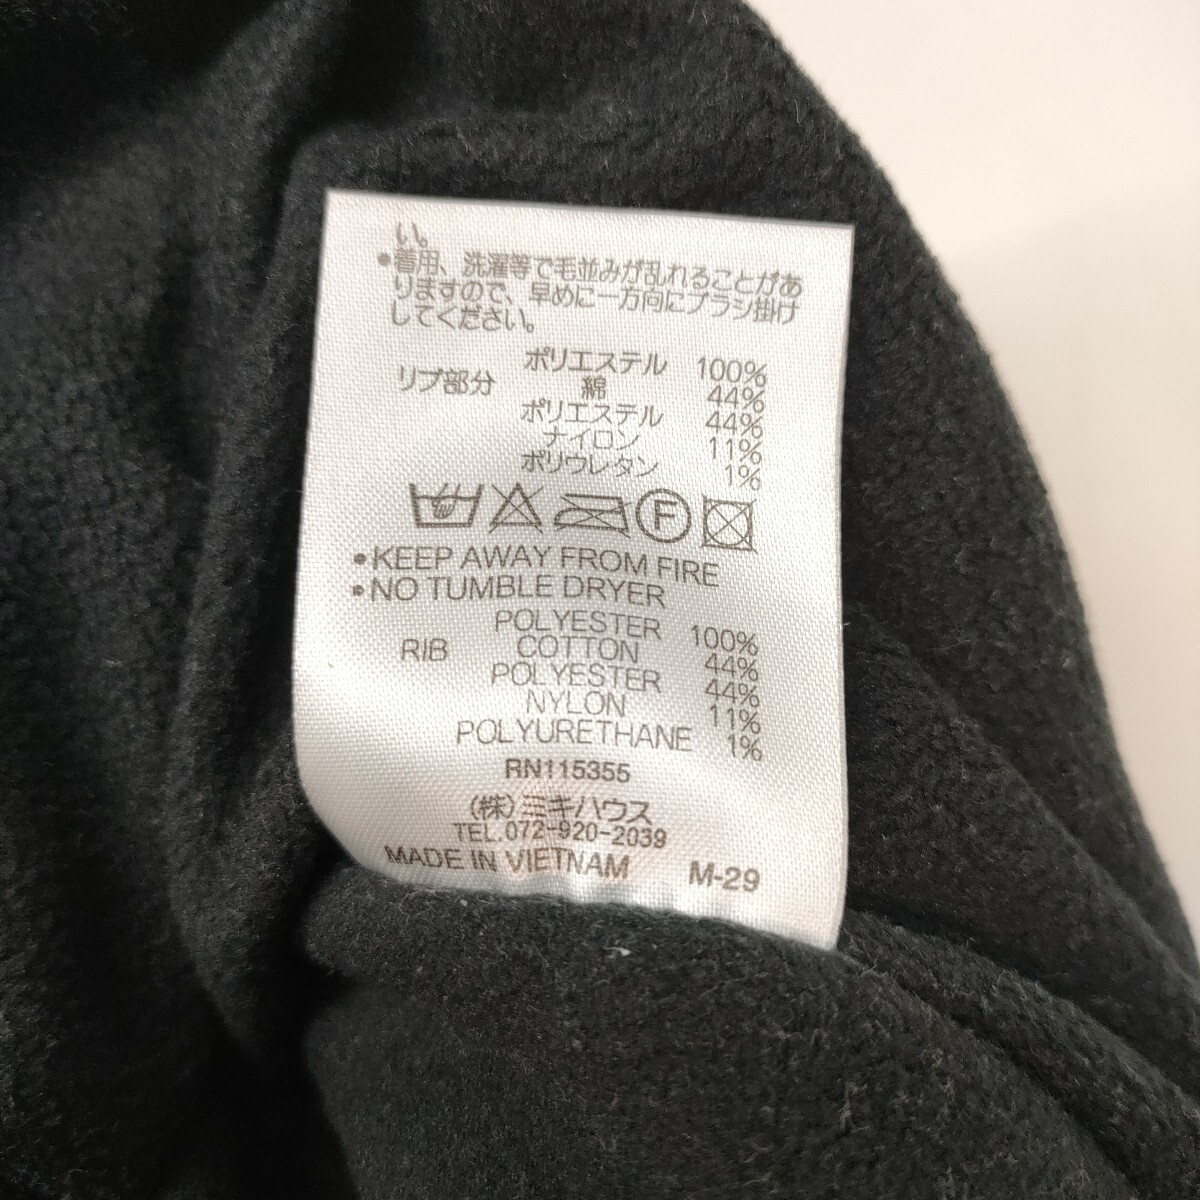 い。
•着用、洗濯等で毛並みが乱れることがあ
りますので、早めに一方向にブラシ掛け
してください。
ポリエステル 100%
リブ部分 綿 44%
ポリエステル 44%
ナイロン 11%
ポリウレタン 1%
F
•KEEP AWAY FROM FIRE
•NO TUMBLE DRYER
POLYESTER 100%
RIB COTTON 44%
POLYESTER 44%
NYLON 11%
POLYURETHANE 1%
RN115355
(株)ミキハウス
TEL.072-920-2039
MADE IN VIETNAM M-29